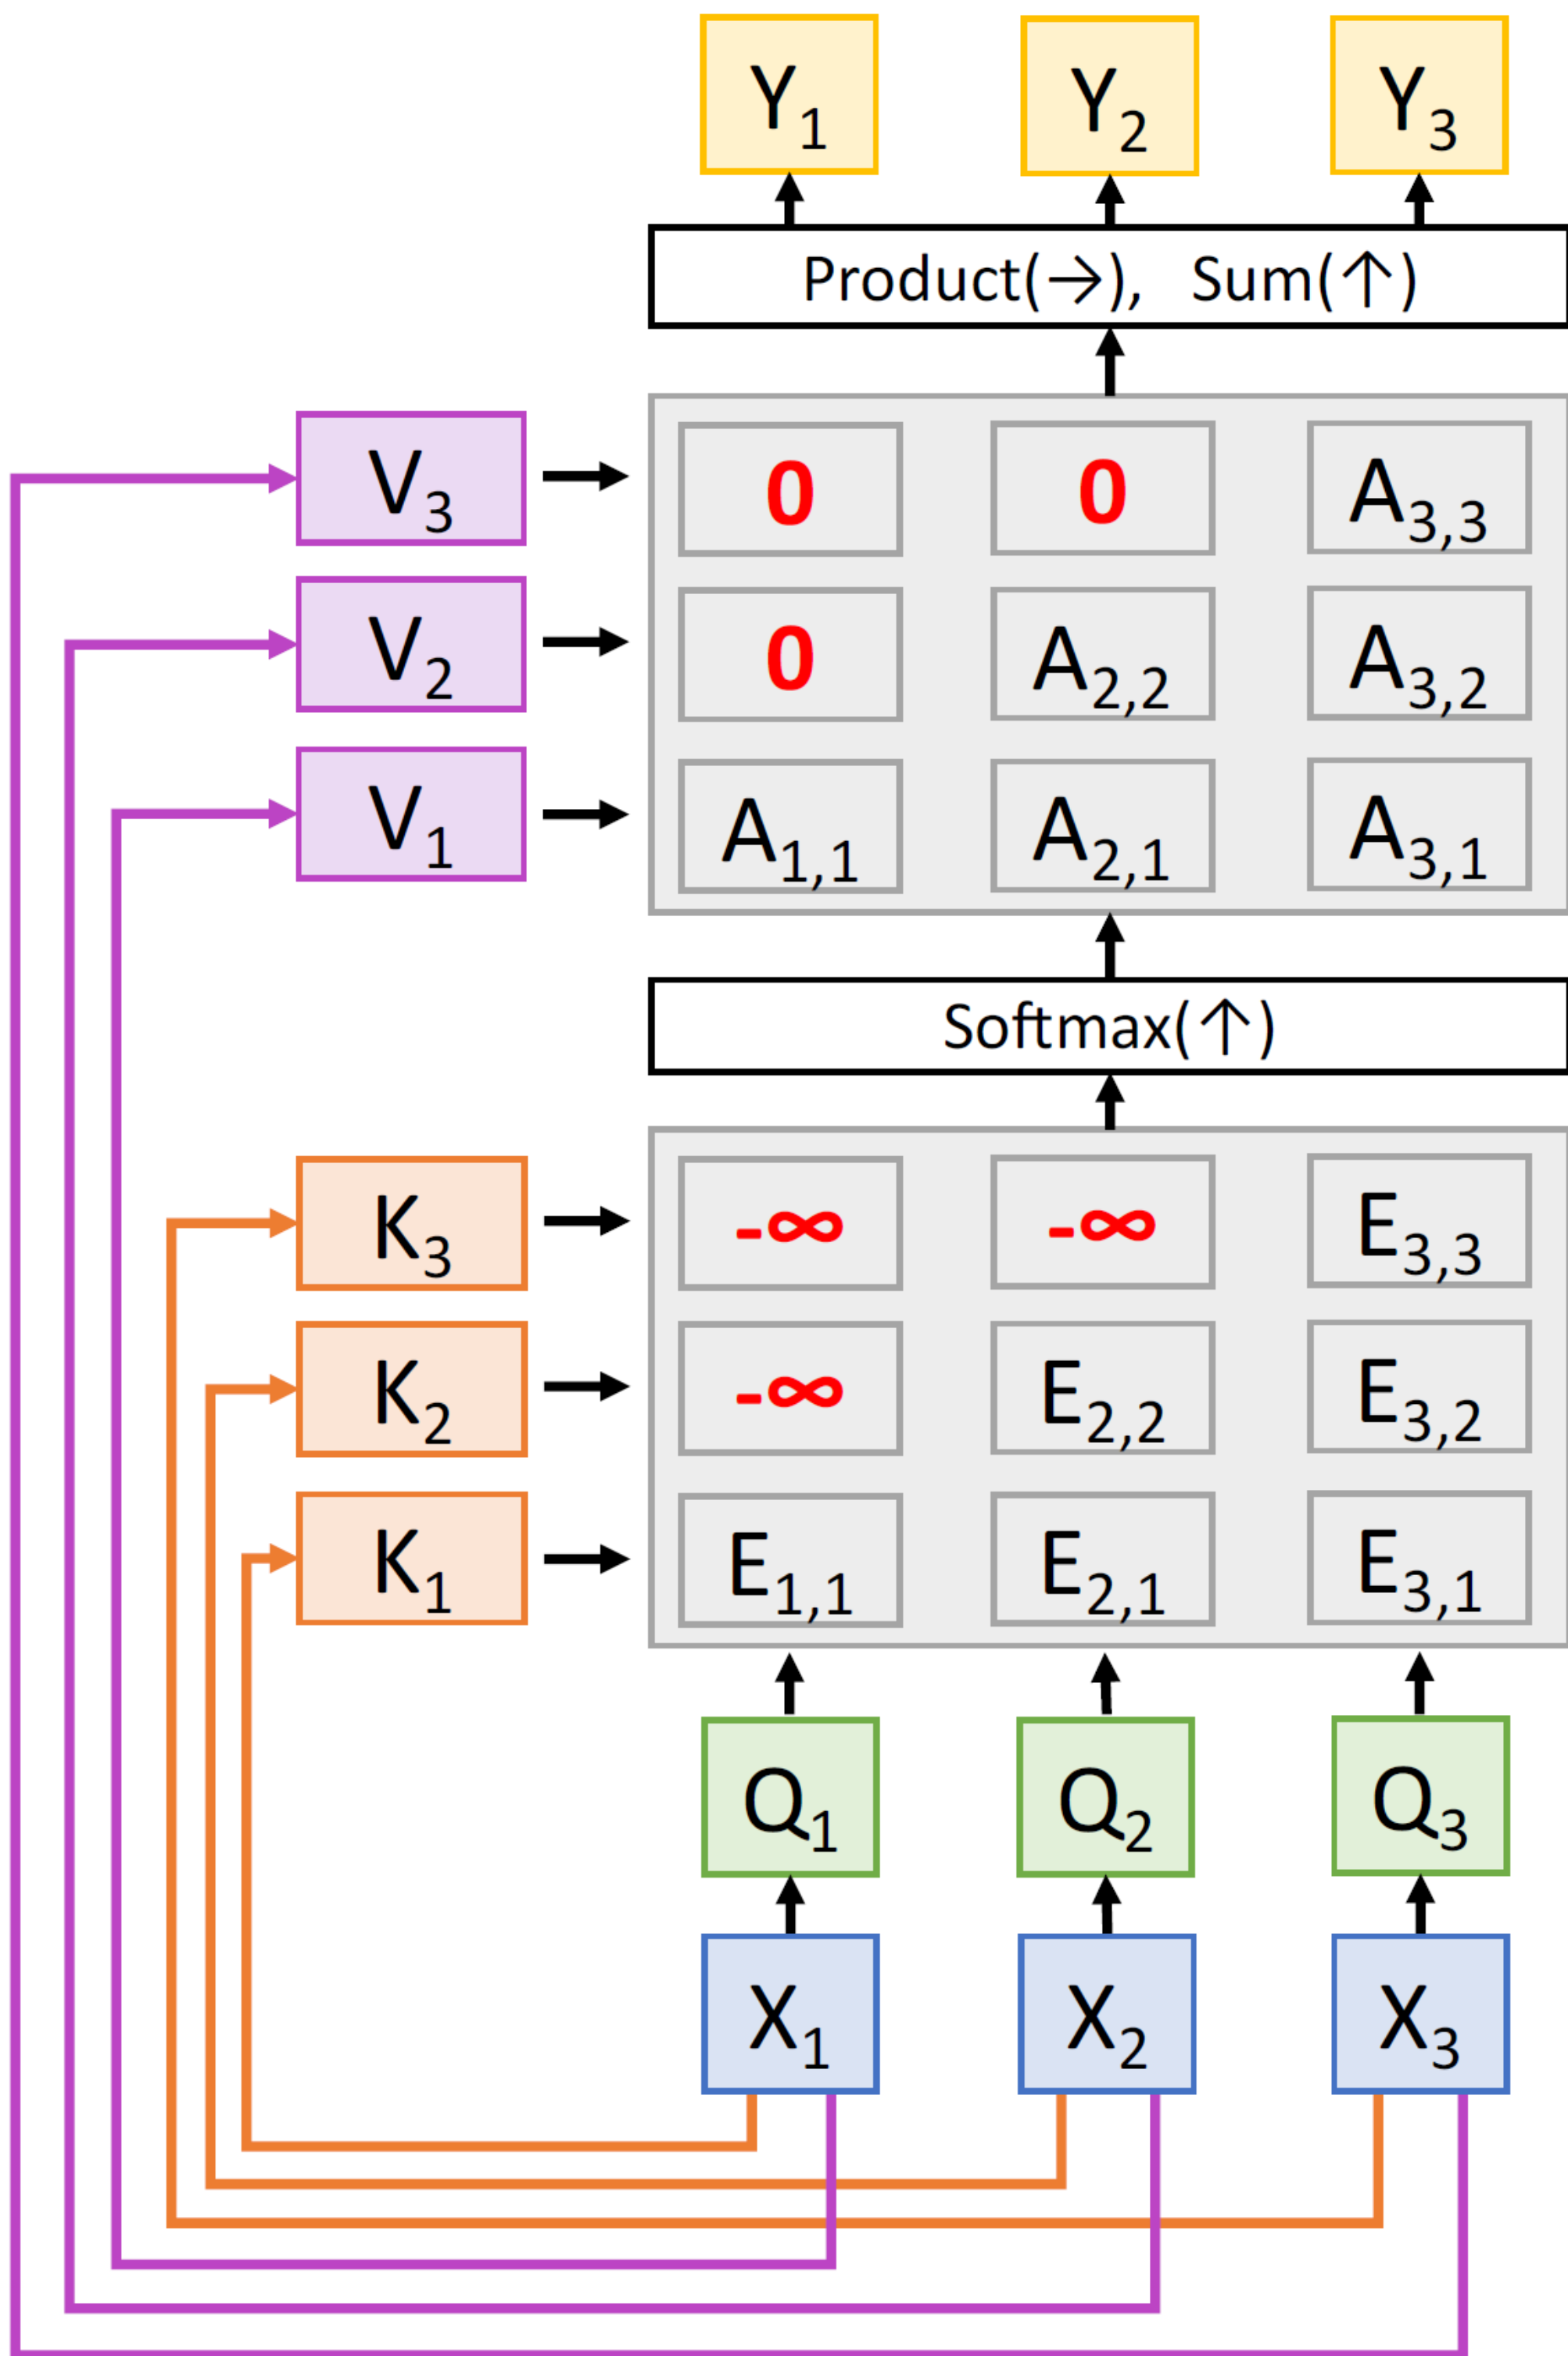 Y₁ Y₂ Y₃
Product(→), Sum(↑)
V₃ 0 0 A₃,₃
V₂ 0 A₂,₂ A₃,₂
V₁ A₁,₁ A₂,₁ A₃,₁
Softmax(↑)
K₃ -∞ -∞ E₃,₃
K₂ -∞ E₂,₂ E₃,₂
K₁ E₁,₁ E₂,₁ E₃,₁
Q₁ Q₂ Q₃
X₁ X₂ X₃